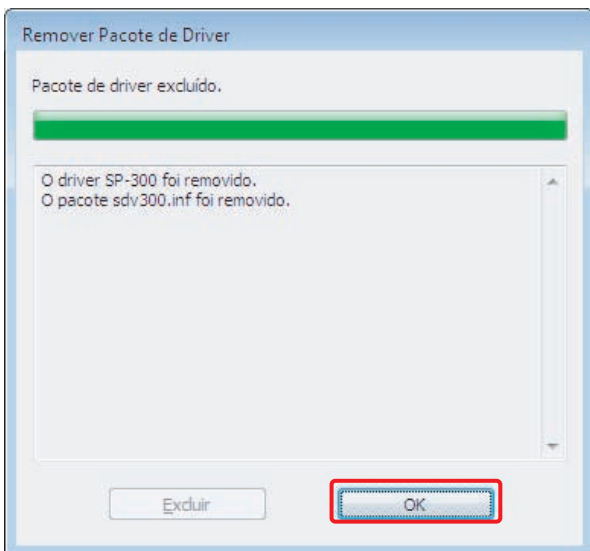 Remover Pacote de Driver
Pacote de driver excluído.
O driver SP-300 foi removido.
O pacote sdv300.inf foi removido.
Excluir
OK